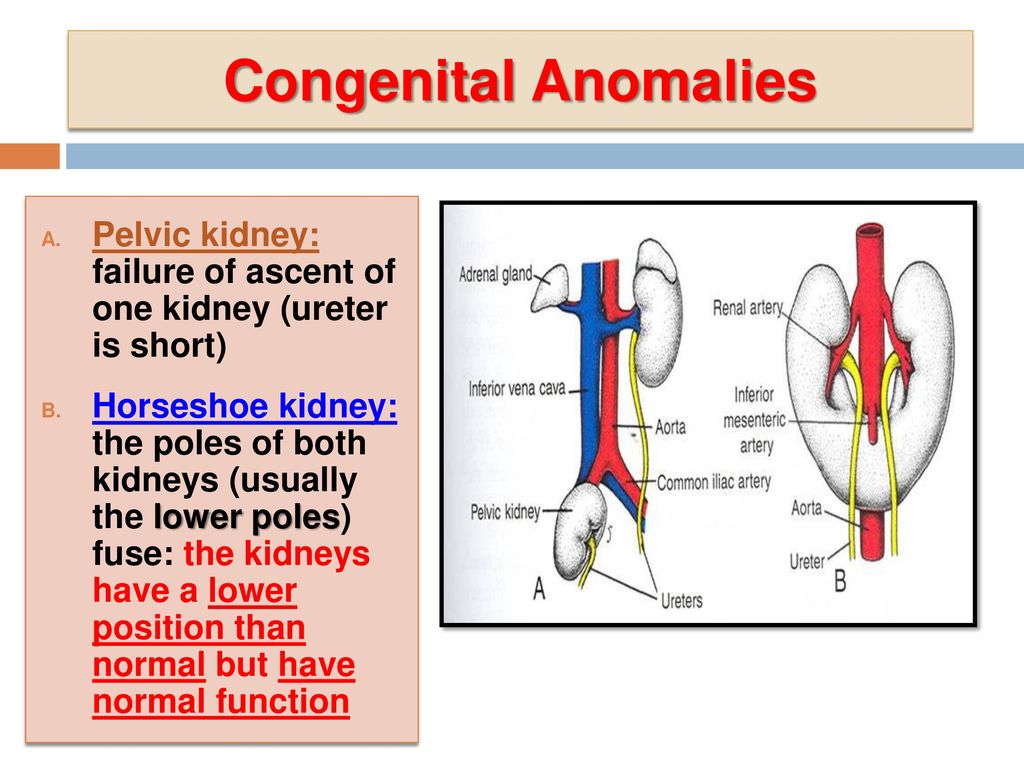 Congenital Anomalies
A. Pelvic kidney:
failure of ascent of
one kidney (ureter
is short)
B. Horseshoe kidney:
the poles of both
kidneys (usually
the lower poles)
fuse: the kidneys
have a lower
position than
normal but have
normal function
Adrenal gland
Inferior vena cava
Aorta
Common iliac artery
Pelvic kidney
A
Ureters
Renal artery
Inferior
mesenteric
artery
Aorta
Ureter
B